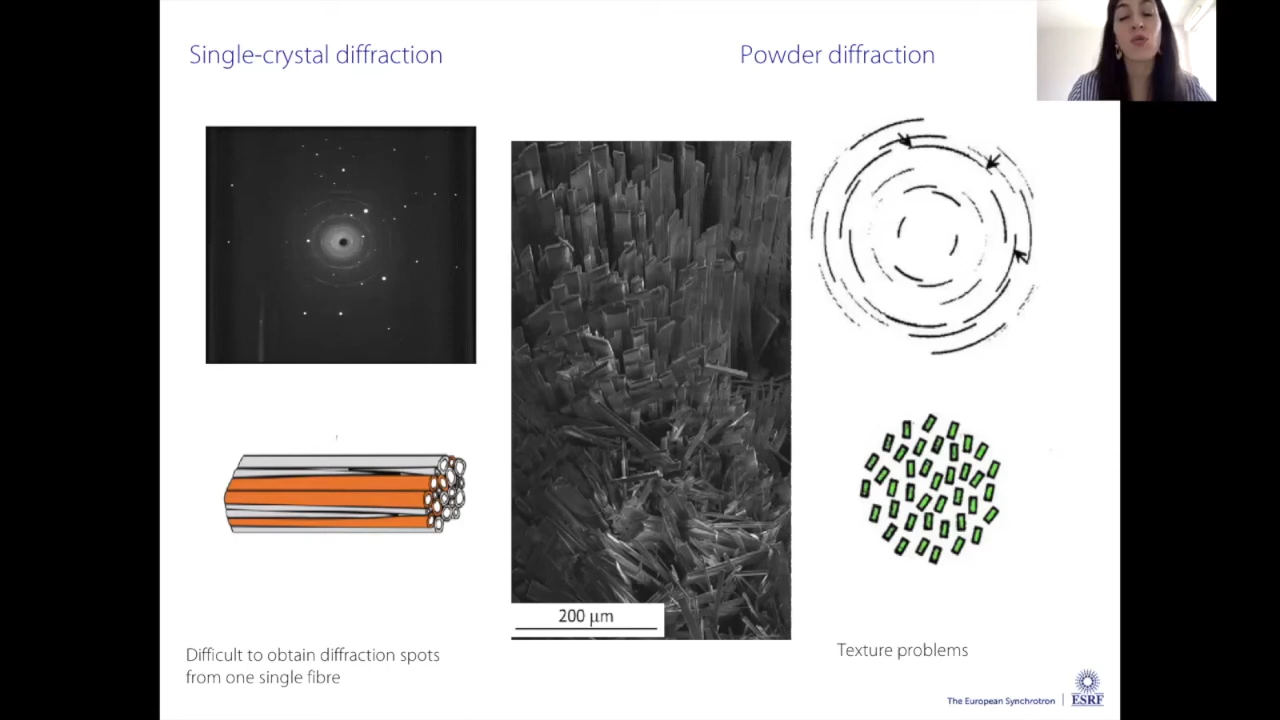 Single-crystal diffraction
Powder diffraction
200 μm
Difficult to obtain diffraction spots
from one single fibre
Texture problems
The European Synchrotron
ESRF